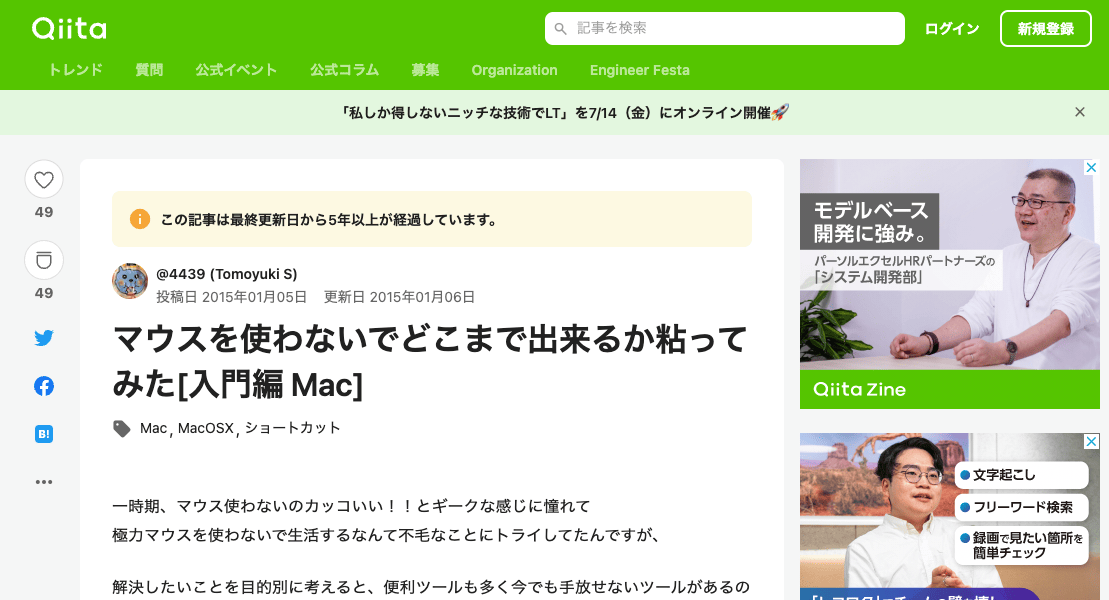 Qiita
記事を検索
ログイン
新規登録
トレンド
質問
公式イベント
公式コラム
募集
Organization
Engineer Festa
「私しか得しないニッチな技術でLT」を7/14（金）にオンライン開催🚀
49
49
B!
この記事は最終更新日から5年以上が経過しています。
@4439 (Tomoyuki S)
投稿日 2015年01月05日 更新日 2015年01月06日
マウスを使わないでどこまで出来るか粘って
みた[入門編 Mac]
Mac, MacOSX, ショートカット
一時期、マウス使わないのカッコいい！！とギークな感じに憧れて
極力マウスを使わないで生活するなんて不毛なことにトライしてたんですが、
解決したいことを目的別に考えると、便利ツールも多く今でも手放せないツールがあるの
モデルベース
開発に強み。
パーソルエクセルHRパートナーズの
「システム開発部」
Qiita Zine
文字起こし
フリーワード検索
録画で見たい箇所を
簡単チェック